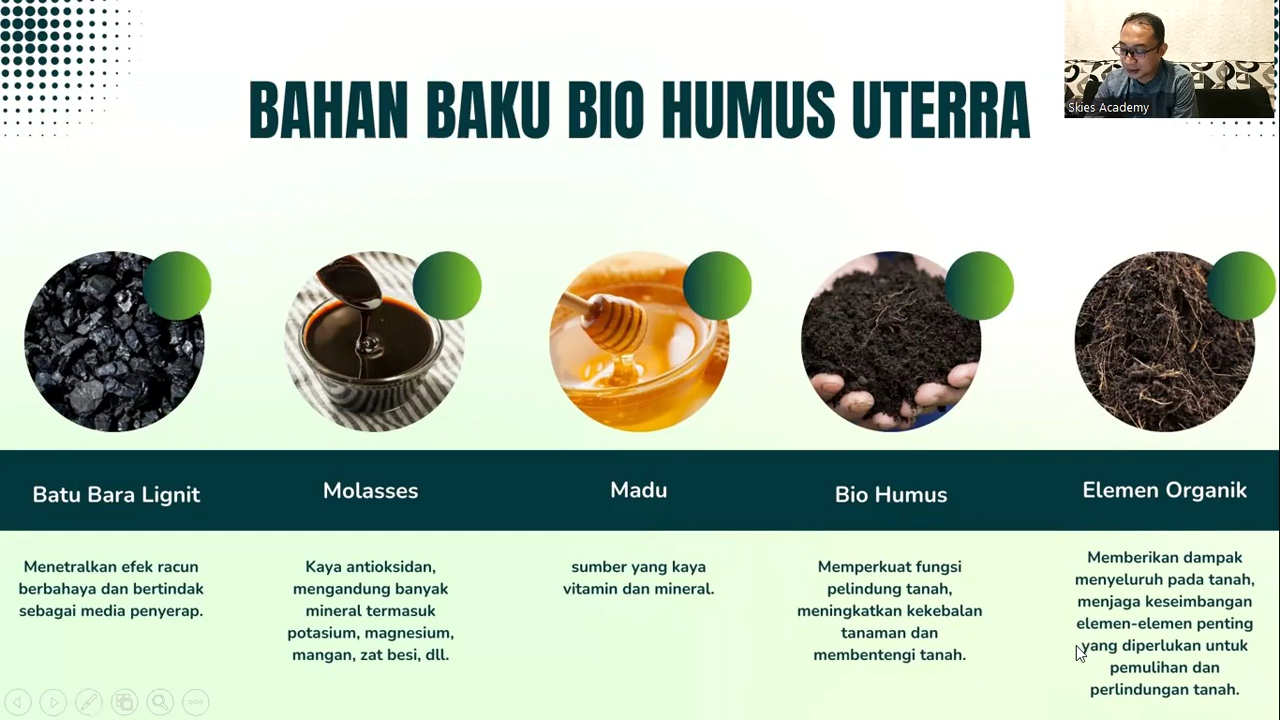 BAHAN BAKU BIO HUMUS UTERRA
Skies Academy
Batu Bara Lignit
Menetralkan efek racun
berbahaya dan bertindak
sebagai media penyerap.
Molasses
Kaya antioksidan,
mengandung banyak
mineral termasuk
potasium, magnesium,
mangan, zat besi, dll.
Madu
sumber yang kaya
vitamin dan mineral.
Bio Humus
Memperkuat fungsi
pelindung tanah,
meningkatkan kekebalan
tanaman dan
membentengi tanah.
Elemen Organik
Memberikan dampak
menyeluruh pada tanah,
menjaga keseimbangan
elemen-elemen penting
yang diperlukan untuk
pemulihan dan
perlindungan tanah.